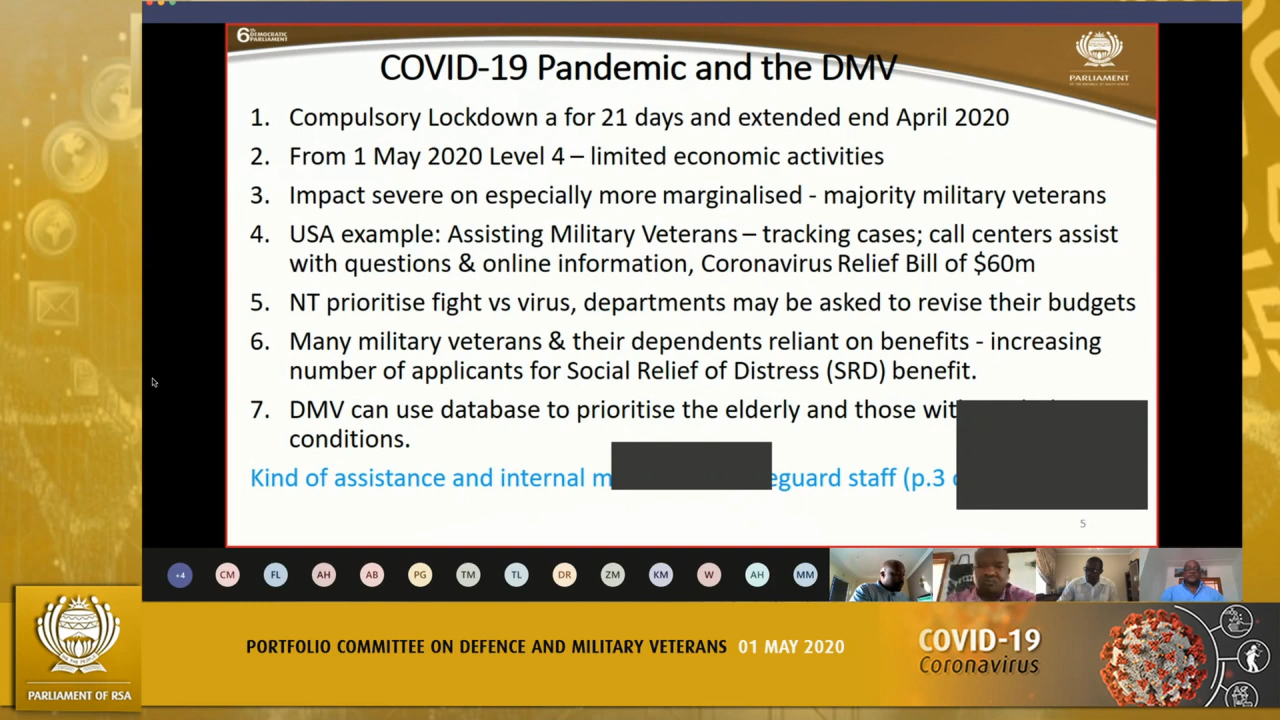 6TH DEMOCRATIC
PARLIAMENT
COVID-19 Pandemic and the DMV
PARLIAMENT
1. Compulsory Lockdown a for 21 days and extended end April 2020
2. From 1 May 2020 Level 4 – limited economic activities
3. Impact severe on especially more marginalised - majority military veterans
4. USA example: Assisting Military Veterans – tracking cases; call centers assist
with questions & online information, Coronavirus Relief Bill of $60m
5. NT prioritise fight vs virus, departments may be asked to revise their budgets
6. Many military veterans & their dependents reliant on benefits - increasing
number of applicants for Social Relief of Distress (SRD) benefit.
7. DMV can use database to prioritise the elderly and those
conditions.
Kind of assistance and internal staff (p.3
5
+4 CM FL AH AB PG TM TL DR ZM KM W AH MM
PARLIAMENT OF RSA
PORTFOLIO COMMITTEE ON DEFENCE AND MILITARY VETERANS 01 MAY 2020
COVID-19
Coronavirus